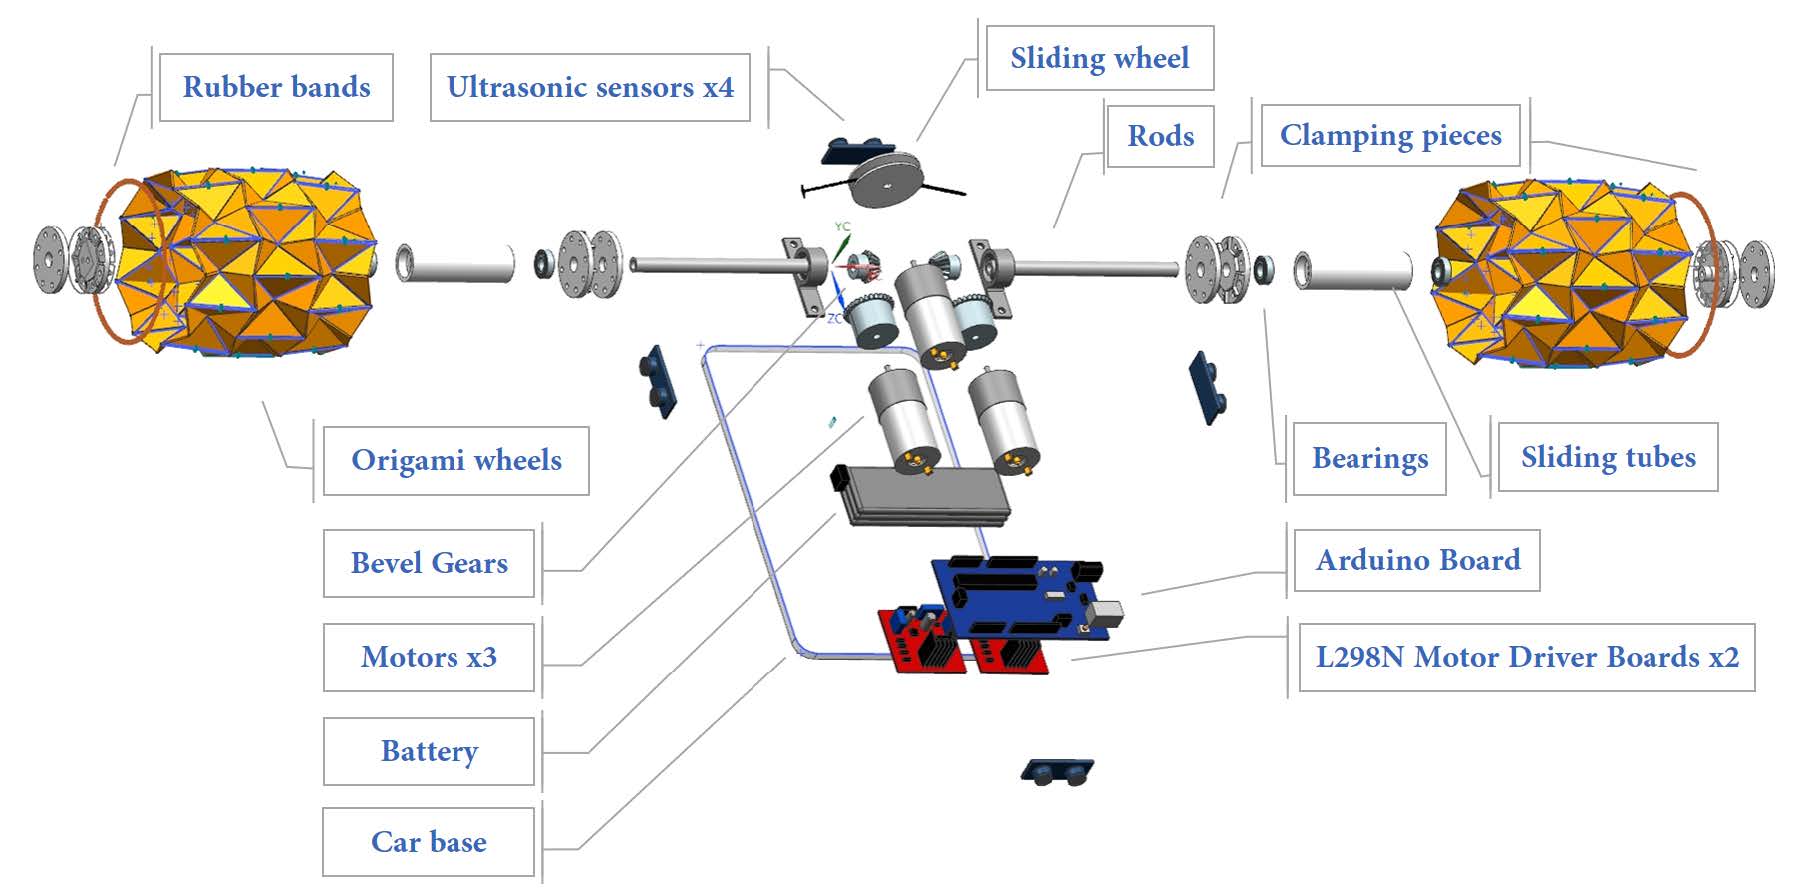 Sliding wheel
Rubber bands
Ultrasonic sensors x4
Rods
Clamping pieces
YC
ZC
Origami wheels
Bearings
Sliding tubes
Bevel Gears
Arduino Board
Motors x3
L298N Motor Driver Boards x2
Battery
Car base